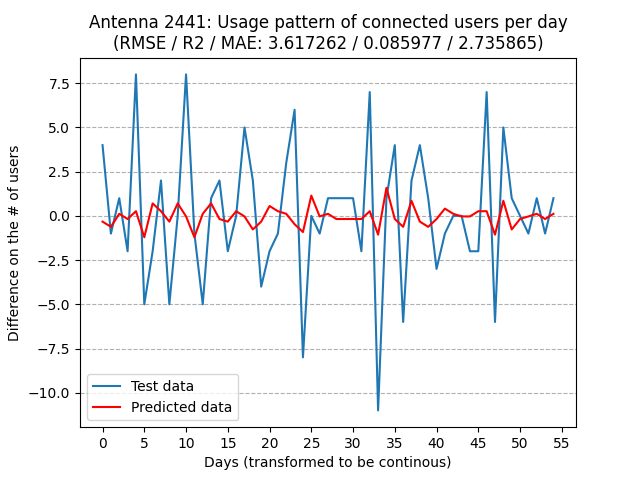 Antenna 2441: Usage pattern of connected users per day
(RMSE / R2 / MAE: 3.617262 / 0.085977 / 2.735865)
Difference on the # of users
7.5
5.0
2.5
0.0
−2.5
−5.0
−7.5
−10.0
Test data
Predicted data
0 5 10 15 20 25 30 35 40 45 50 55
Days (transformed to be continous)